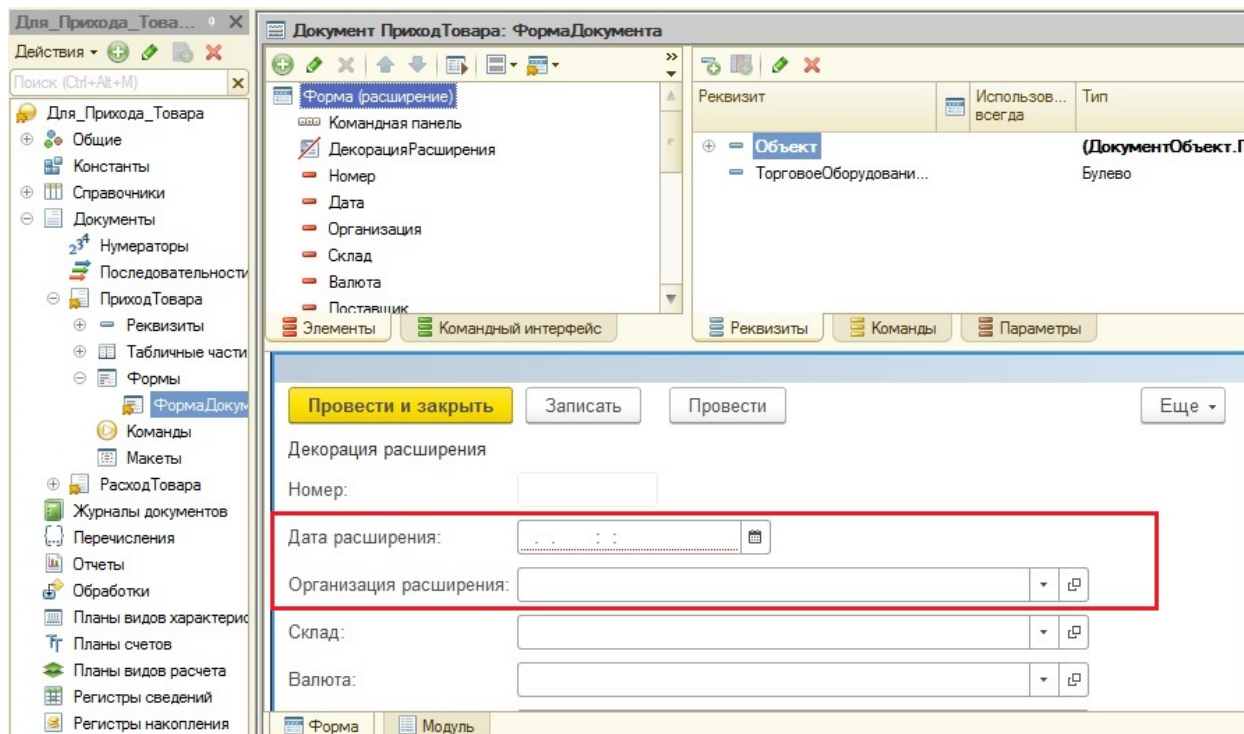 Для_Прихода_Това...
Действия
Поиск (Ctrl+Alt+M)
Для_Прихода_Товара
Общие
Константы
Справочники
Документы
Нумераторы
Последовательности
ПриходТовара
Реквизиты
Табличные части
Формы
ФормаДокум
Команды
Макеты
РасходТовара
Журналы документов
Перечисления
Отчеты
Обработки
Планы видов характерис
Планы счетов
Планы видов расчета
Регистры сведений
Регистры накопления
Документ ПриходТовара: ФормаДокумента
Форма (расширение)
Командная панель
ДекорацияРасширения
Номер
Дата
Организация
Склад
Валюта
Поставщик
Элементы
Командный интерфейс
Реквизит
Использов... всегда
Тип
Объект
(ДокументОбъект.П
ТорговоеОборудовани...
Булево
Реквизиты
Команды
Параметры
Провести и закрыть
Записать
Провести
Еще
Декорация расширения
Номер:
Дата расширения:
. . : :
Организация расширения:
Склад:
Валюта:
Форма
Модуль